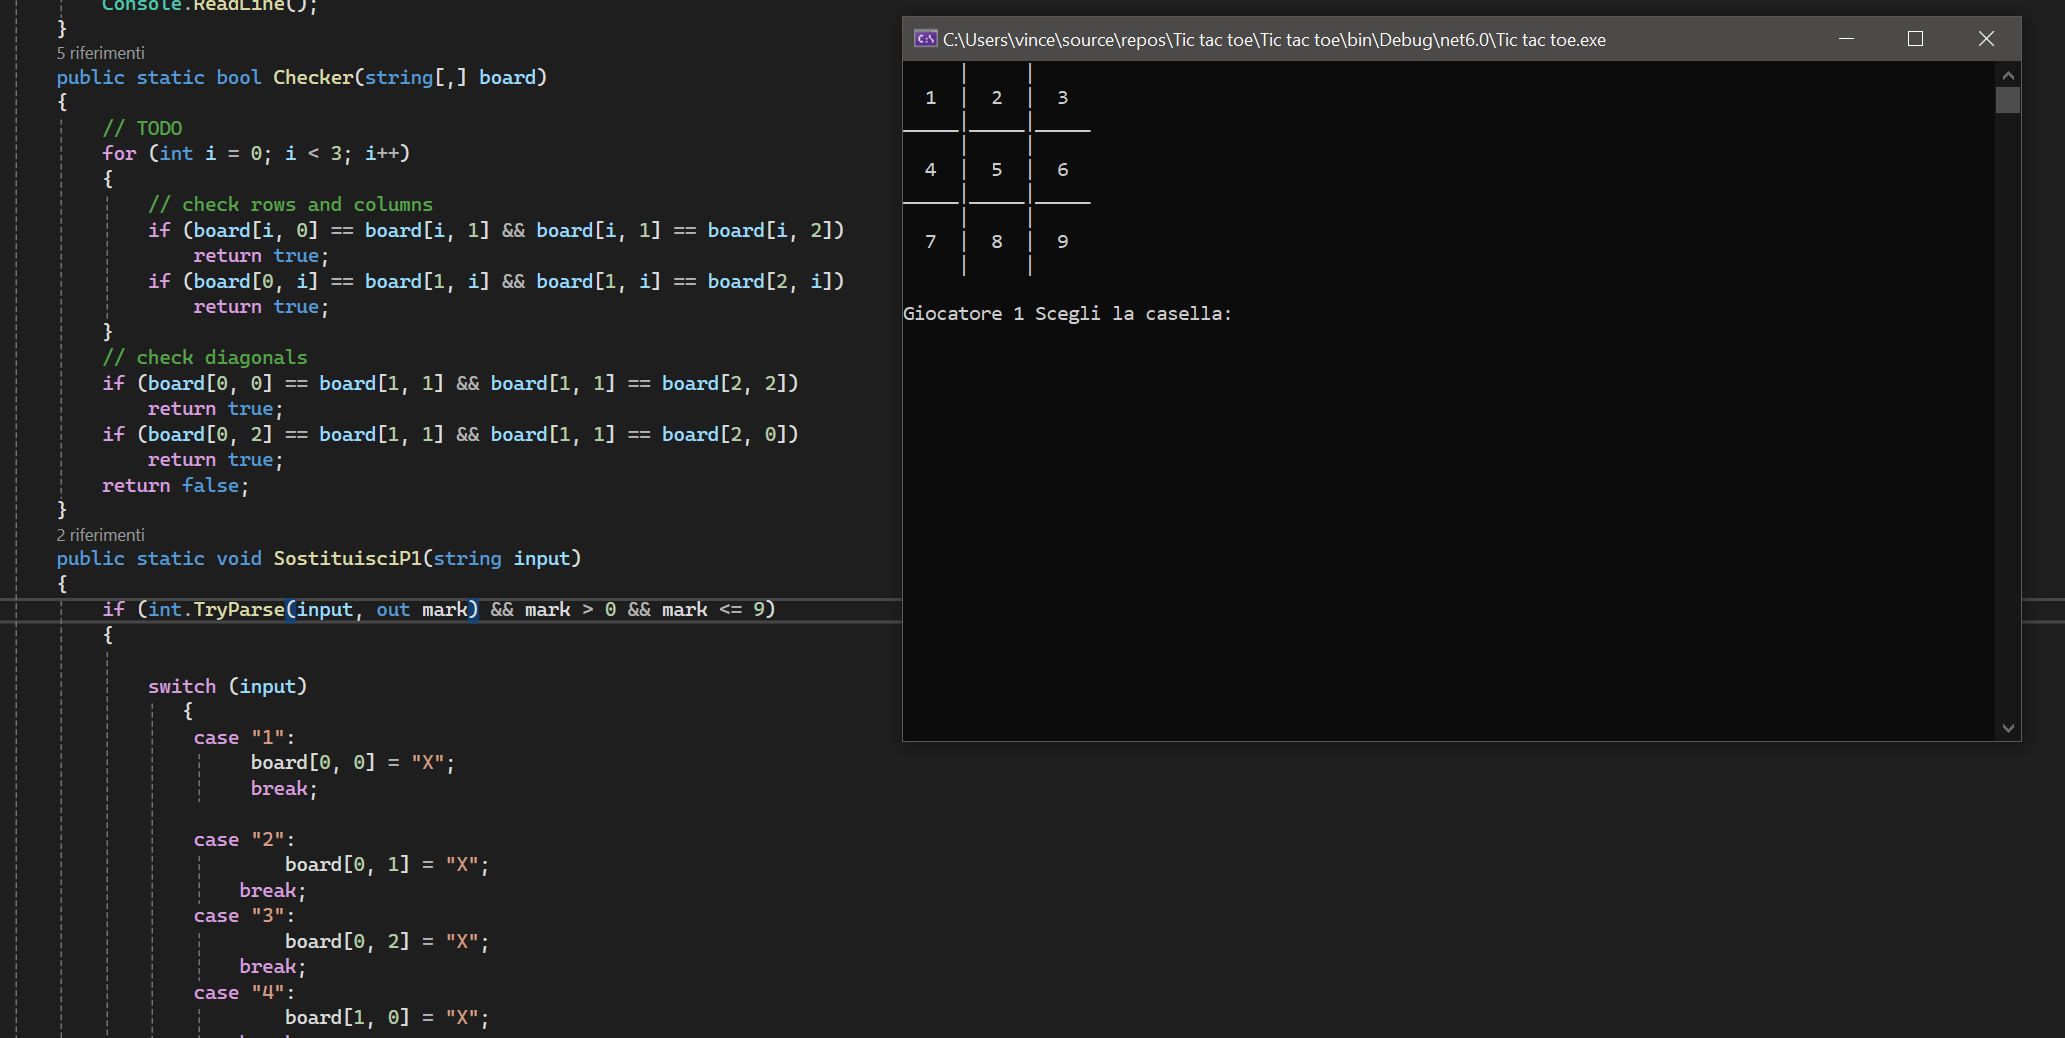 Console.ReadLine();
}
5 riferimenti
public static bool Checker(string[,] board)
{
// TODO
for (int i = 0; i < 3; i++)
{
// check rows and columns
if (board[i, 0] == board[i, 1] && board[i, 1] == board[i, 2])
return true;
if (board[0, i] == board[1, i] && board[1, i] == board[2, i])
return true;
}
// check diagonals
if (board[0, 0] == board[1, 1] && board[1, 1] == board[2, 2])
return true;
if (board[0, 2] == board[1, 1] && board[1, 1] == board[2, 0])
return true;
return false;
}
2 riferimenti
public static void SostituisciP1(string input)
{
if (int.TryParse(input, out mark) && mark > 0 && mark <= 9)
{
switch (input)
{
case "1":
board[0, 0] = "X";
break;
case "2":
board[0, 1] = "X";
break;
case "3":
board[0, 2] = "X";
break;
case "4":
board[1, 0] = "X";
C:\Users\vince\source\repos\Tic tac toe\Tic tac toe\bin\Debug\net6.0\Tic tac toe.exe
     |     |
  1  |  2  |  3
_____|_____|_____
     |     |
  4  |  5  |  6
_____|_____|_____
     |     |
  7  |  8  |  9
     |     |
Giocatore 1 Scegli la casella: